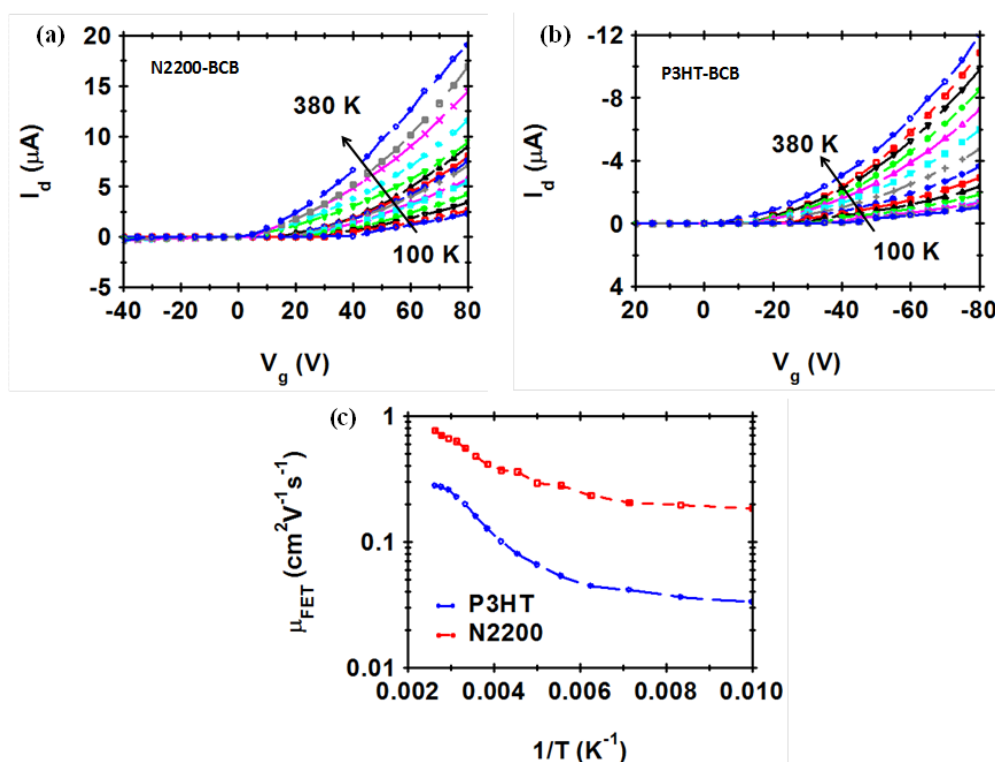 (a)
N2200-BCB
380 K
100 K
20
15
10
5
0
-5
I_d (μA)
-40 -20 0 20 40 60 80
V_g (V)
(b)
P3HT-BCB
380 K
100 K
-12
-8
-4
0
4
I_d (μA)
20 0 -20 -40 -60 -80
V_g (V)
(c)
1
0.1
0.01
μ_FET (cm²V⁻¹s⁻¹)
P3HT
N2200
0.002 0.004 0.006 0.008 0.010
1/T (K⁻¹)